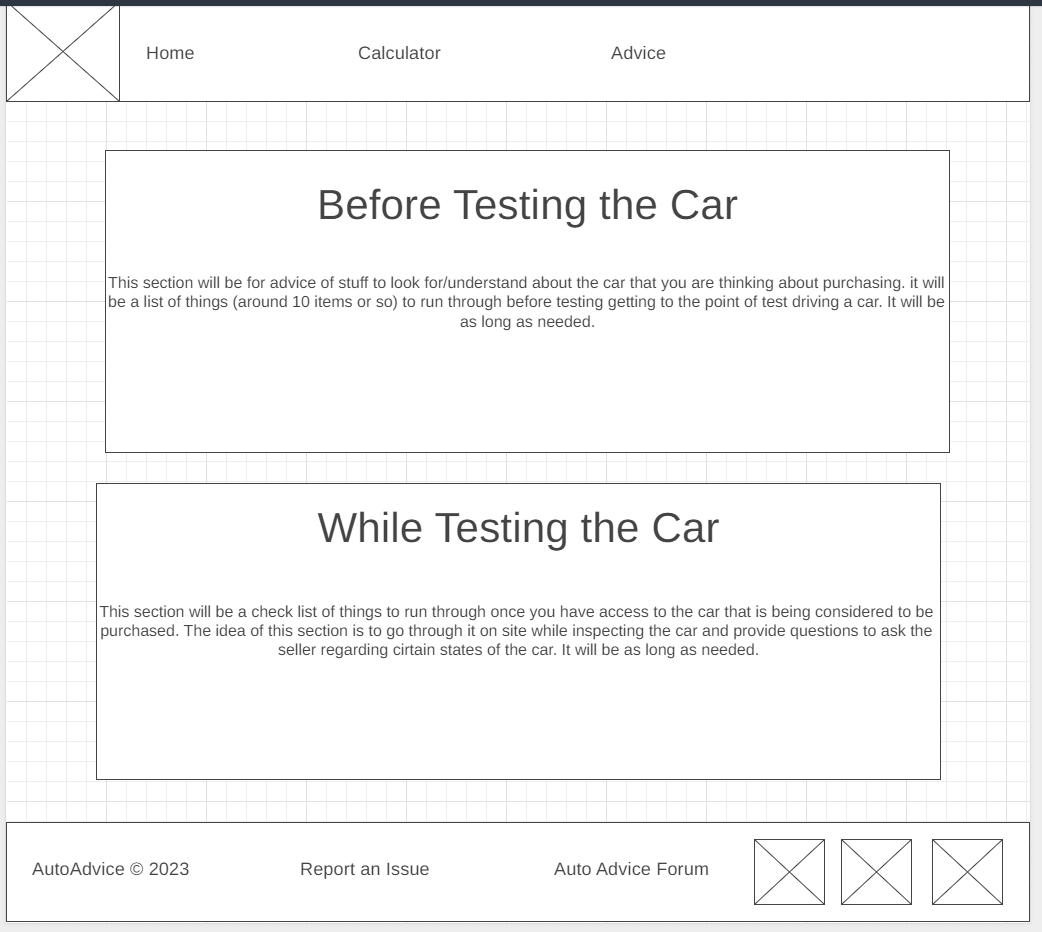 Home Calculator Advice
Before Testing the Car
This section will be for advice of stuff to look for/understand about the car that you are thinking about purchasing. it will
be a list of things (around 10 items or so) to run through before testing getting to the point of test driving a car. It will be
as long as needed.
While Testing the Car
This section will be a check list of things to run through once you have access to the car that is being considered to be
purchased. The idea of this section is to go through it on site while inspecting the car and provide questions to ask the
seller regarding cirtain states of the car. It will be as long as needed.
AutoAdvice © 2023 Report an Issue Auto Advice Forum